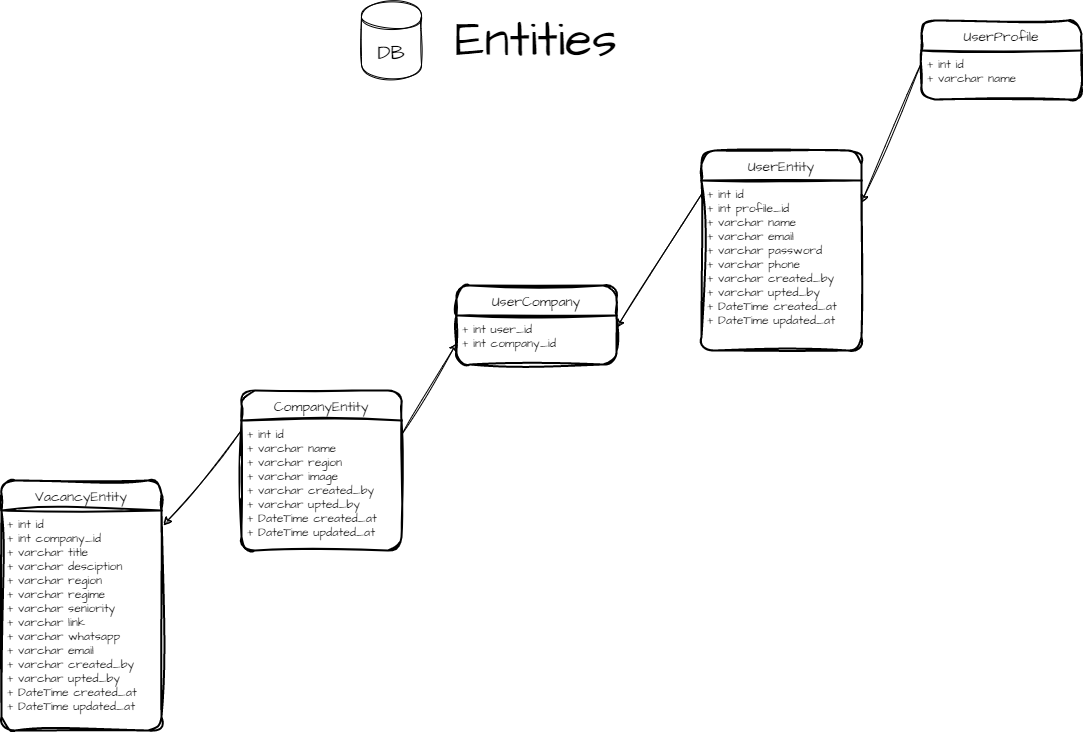 DB
Entities
UserProfile
+ int id
+ varchar name
UserEntity
+ int id
+ int profile_id
+ varchar name
+ varchar email
+ varchar password
+ varchar phone
+ varchar created_by
+ varchar upted_by
+ DateTime created_at
+ DateTime updated_at
UserCompany
+ int user_id
+ int company_id
CompanyEntity
+ int id
+ varchar name
+ varchar region
+ varchar image
+ varchar created_by
+ varchar upted_by
+ DateTime created_at
+ DateTime updated_at
VacancyEntity
+ int id
+ int company_id
+ varchar title
+ varchar desciption
+ varchar region
+ varchar regime
+ varchar seniority
+ varchar link
+ varchar whatsapp
+ varchar email
+ varchar created_by
+ varchar upted_by
+ DateTime created_at
+ DateTime updated_at